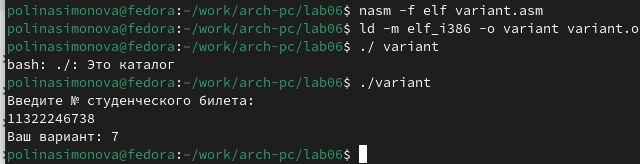 polinasimonova@fedora:~/work/arch-pc/lab06$ nasm -f elf variant.asm
polinasimonova@fedora:~/work/arch-pc/lab06$ ld -m elf_i386 -o variant variant.o
polinasimonova@fedora:~/work/arch-pc/lab06$ ./ variant
bash: ./: Это каталог
polinasimonova@fedora:~/work/arch-pc/lab06$ ./variant
Введите № студенческого билета:
11322246738
Ваш вариант: 7
polinasimonova@fedora:~/work/arch-pc/lab06$